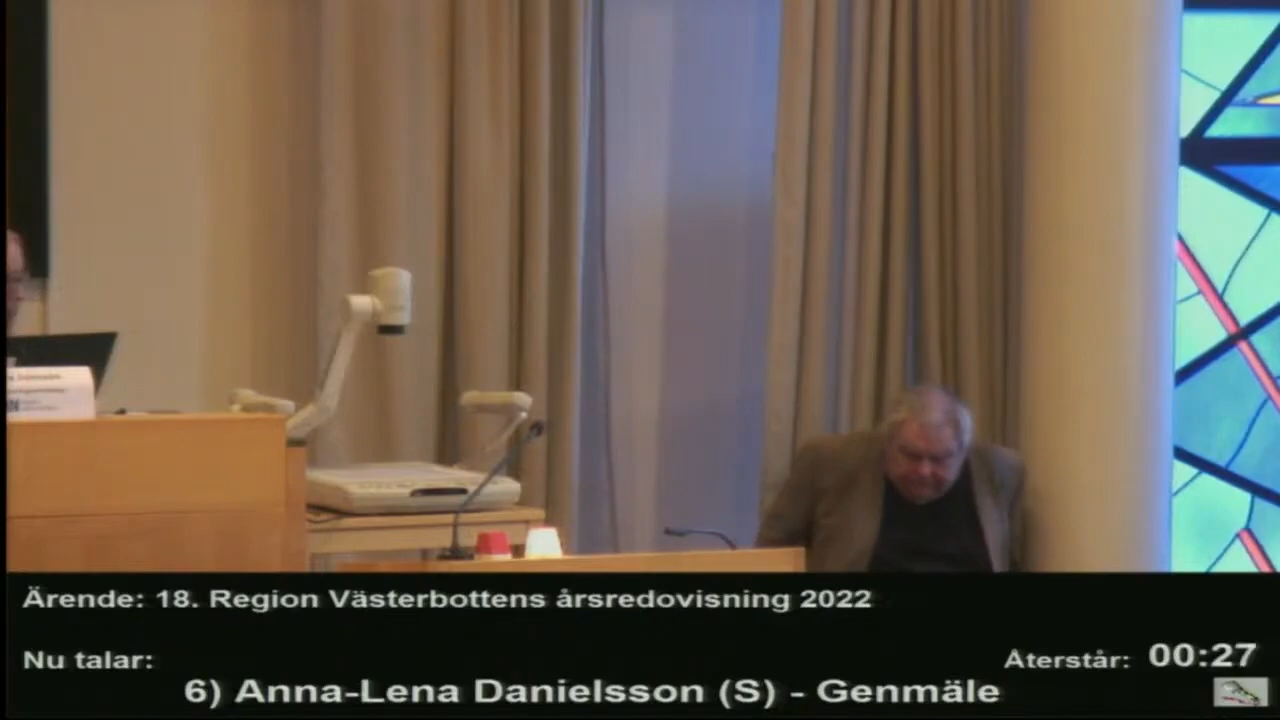 Ärende: 18. Region Västerbottens årsredovisning 2022
Nu talar:
Återstår: 00:27
6) Anna-Lena Danielsson (S) - Genmäle